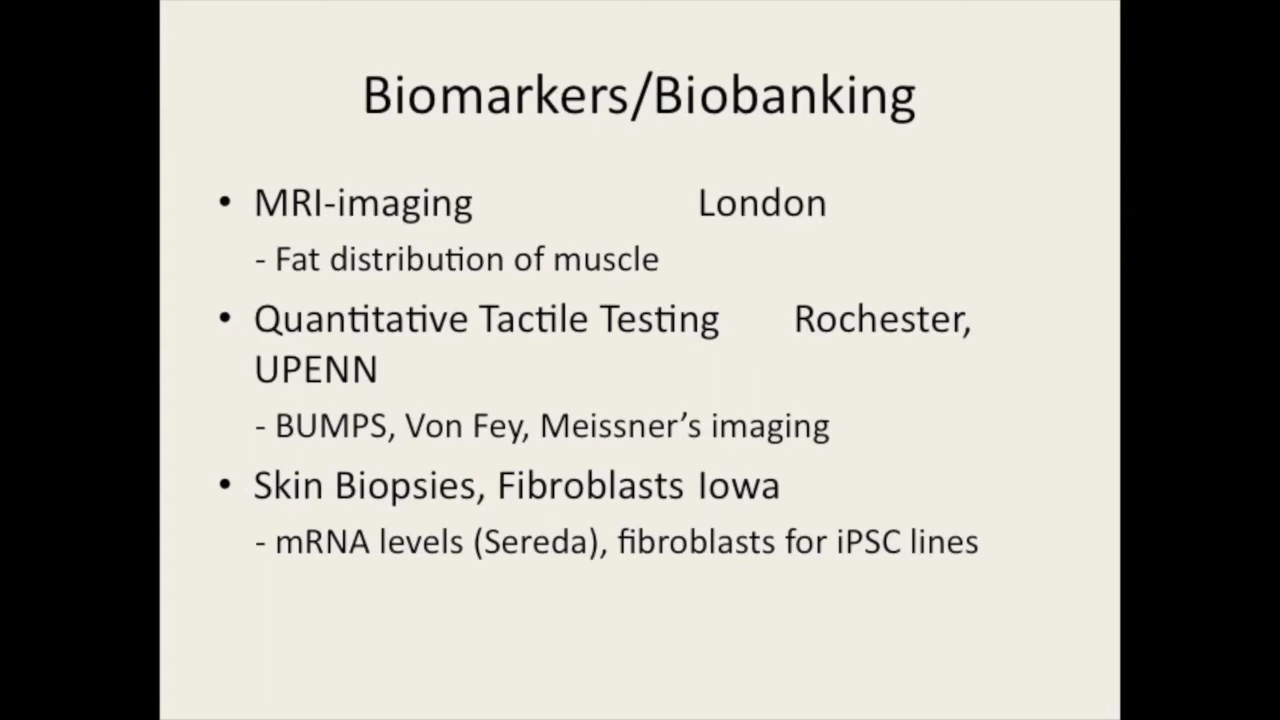 Biomarkers/Biobanking
• MRI-imaging London
- Fat distribution of muscle
• Quantitative Tactile Testing Rochester,
UPENN
- BUMPS, Von Fey, Meissner’s imaging
• Skin Biopsies, Fibroblasts Iowa
- mRNA levels (Sereda), fibroblasts for iPSC lines